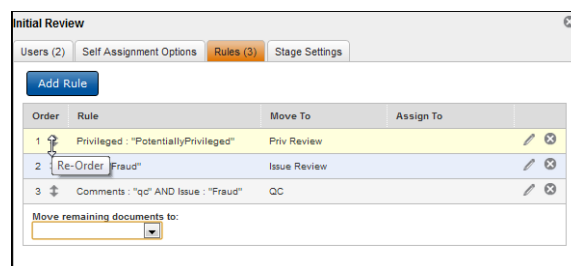 Initial Review
Users (2) Self Assignment Options Rules (3) Stage Settings
Add Rule
Order Rule Move To Assign To
1 Privileged : "PotentiallyPrivileged" Priv Review
2 Fraud" Issue Review
Re-Order
3 Comments : "qc" AND Issue : "Fraud" QC
Move remaining documents to: